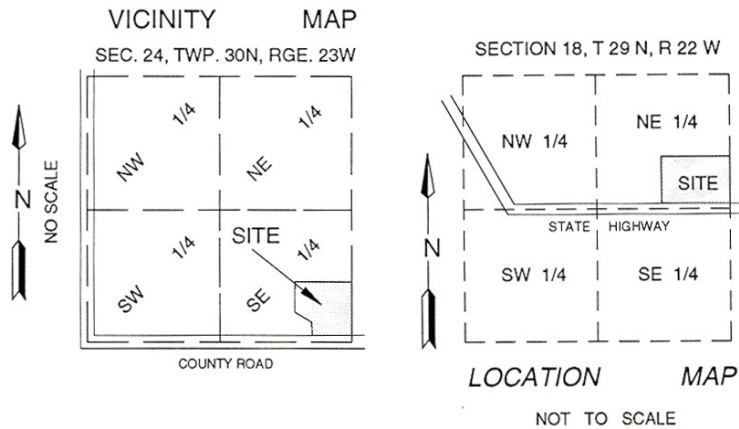 VICINITY MAP
SEC. 24, TWP. 30N, RGE. 23W
NW 1/4
NE 1/4
N
NO SCALE
SITE
SW 1/4
SE 1/4
COUNTY ROAD
SECTION 18, T 29 N, R 22 W
NW 1/4
NE 1/4
SITE
STATE HIGHWAY
N
SW 1/4
SE 1/4
LOCATION MAP
NOT TO SCALE